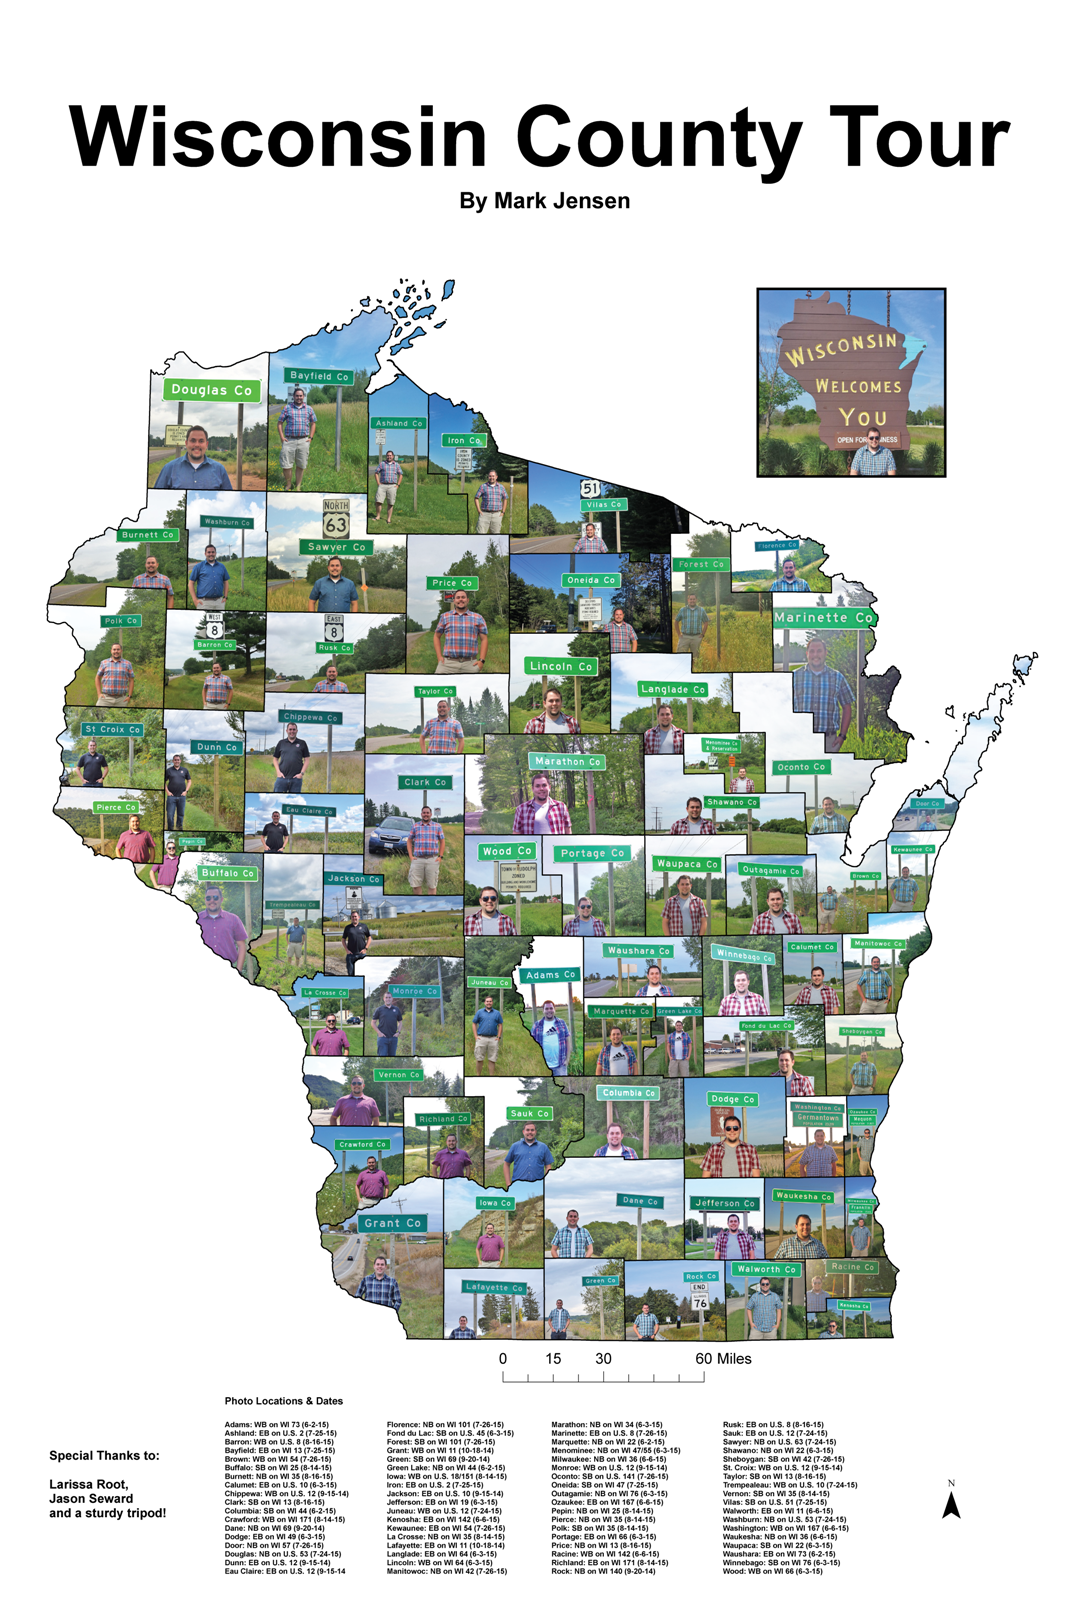 Wisconsin County Tour
By Mark Jensen
WISCONSIN
WELCOMES
YOU
Douglas Co
Bayfield Co
Ashland Co
Iron Co
51
Vilas Co
Burnett Co
Washburn Co
NORTH
63
Sawyer Co
Price Co
Oneida Co
Forest Co
Florence Co
Marinette Co
Polk Co
WEST
8
Barron Co
EAST
8
Rusk Co
Lincoln Co
Langlade Co
Taylor Co
St Croix Co
Dunn Co
Chippewa Co
Clark Co
Marathon Co
Menominee Co
& Reservation
Oconto Co
Shawano Co
Pierce Co
Eau Claire Co
Door Co
Pepin Co
Buffalo Co
Jackson Co
Trempealeau Co
Wood Co
TOWN of RUDOLPH
ZONED
Portage Co
Waupaca Co
Outagamie Co
Brown Co
Kewaunee Co
La Crosse Co
Monroe Co
Juneau Co
Adams Co
Waushara Co
Winnebago Co
Calumet Co
Manitowoc Co
Marquette Co
Green Lake Co
Fond du Lac Co
Sheboygan Co
Vernon Co
Richland Co
Sauk Co
Columbia Co
Dodge Co
Washington Co
Germantown
Ozaukee Co
Mequon
Crawford Co
Grant Co
Iowa Co
Dane Co
Jefferson Co
Waukesha Co
Milwaukee Co
Franklin
Lafayette Co
Green Co
Rock Co
END
76
Walworth Co
Racine Co
Kenosha Co
0 15 30 60 Miles
Photo Locations & Dates
Adams: WB on WI 73 (6-2-15)
Ashland: EB on U.S. 2 (7-25-15)
Barron: WB on U.S. 8 (8-16-15)
Bayfield: EB on WI 13 (7-25-15)
Brown: WB on WI 54 (7-26-15)
Buffalo: SB on WI 25 (8-14-15)
Burnett: NB on WI 35 (8-16-15)
Calumet: EB on U.S. 10 (6-3-15)
Chippewa: WB on U.S. 12 (9-15-14)
Clark: SB on WI 13 (8-16-15)
Columbia: SB on WI 44 (6-2-15)
Crawford: WB on WI 171 (8-14-15)
Dane: NB on WI 69 (9-20-14)
Dodge: EB on WI 49 (6-3-15)
Door: NB on WI 57 (7-26-15)
Douglas: NB on U.S. 53 (7-24-15)
Dunn: EB on U.S. 12 (9-15-14)
Eau Claire: EB on U.S. 12 (9-15-14
Florence: NB on WI 101 (7-26-15)
Fond du Lac: SB on U.S. 45 (6-3-15)
Forest: SB on WI 101 (7-26-15)
Grant: WB on WI 11 (10-18-14)
Green: SB on WI 69 (9-20-14)
Green Lake: NB on WI 44 (6-2-15)
Iowa: WB on U.S. 18/151 (8-14-15)
Iron: EB on U.S. 2 (7-25-15)
Jackson: EB on U.S. 10 (9-15-14)
Jefferson: EB on WI 19 (6-3-15)
Juneau: WB on U.S. 12 (7-24-15)
Kenosha: EB on WI 142 (6-6-15)
Kewaunee: EB on WI 54 (7-26-15)
La Crosse: NB on WI 35 (8-14-15)
Lafayette: EB on WI 11 (10-18-14)
Langlade: EB on WI 64 (6-3-15)
Lincoln: WB on WI 64 (6-3-15)
Manitowoc: NB on WI 42 (7-26-15)
Marathon: NB on WI 34 (6-3-15)
Marinette: EB on U.S. 8 (7-26-15)
Marquette: NB on WI 22 (6-2-15)
Menominee: NB on WI 47/55 (6-3-15)
Milwaukee: NB on WI 36 (6-6-15)
Monroe: WB on U.S. 12 (9-15-14)
Oconto: SB on U.S. 141 (7-26-15)
Oneida: SB on WI 47 (7-25-15)
Outagamie: NB on WI 76 (6-3-15)
Ozaukee: EB on WI 167 (6-6-15)
Pepin: NB on WI 25 (8-14-15)
Pierce: NB on WI 35 (8-14-15)
Polk: SB on WI 35 (8-14-15)
Portage: EB on WI 66 (6-3-15)
Price: NB on WI 13 (8-16-15)
Racine: WB on WI 142 (6-6-15)
Richland: EB on WI 171 (8-14-15)
Rock: NB on WI 140 (9-20-14)
Rusk: EB on U.S. 8 (8-16-15)
Sauk: EB on U.S. 12 (7-24-15)
Sawyer: NB on U.S. 63 (7-24-15)
Shawano: NB on WI 22 (6-3-15)
Sheboygan: SB on WI 42 (7-26-15)
St. Croix: WB on U.S. 12 (9-15-14)
Taylor: SB on WI 13 (8-16-15)
Trempealeau: WB on U.S. 10 (7-24-15)
Vernon: SB on WI 35 (8-14-15)
Vilas: SB on U.S. 51 (7-25-15)
Walworth: EB on WI 11 (6-6-15)
Washburn: NB on U.S. 53 (7-24-15)
Washington: WB on WI 167 (6-6-15)
Waukesha: NB on WI 36 (6-6-15)
Waupaca: SB on WI 22 (6-3-15)
Waushara: EB on WI 73 (6-2-15)
Winnebago: SB on WI 76 (6-3-15)
Wood: WB on WI 66 (6-3-15)
Special Thanks to:
Larissa Root,
Jason Seward
and a sturdy tripod!
N